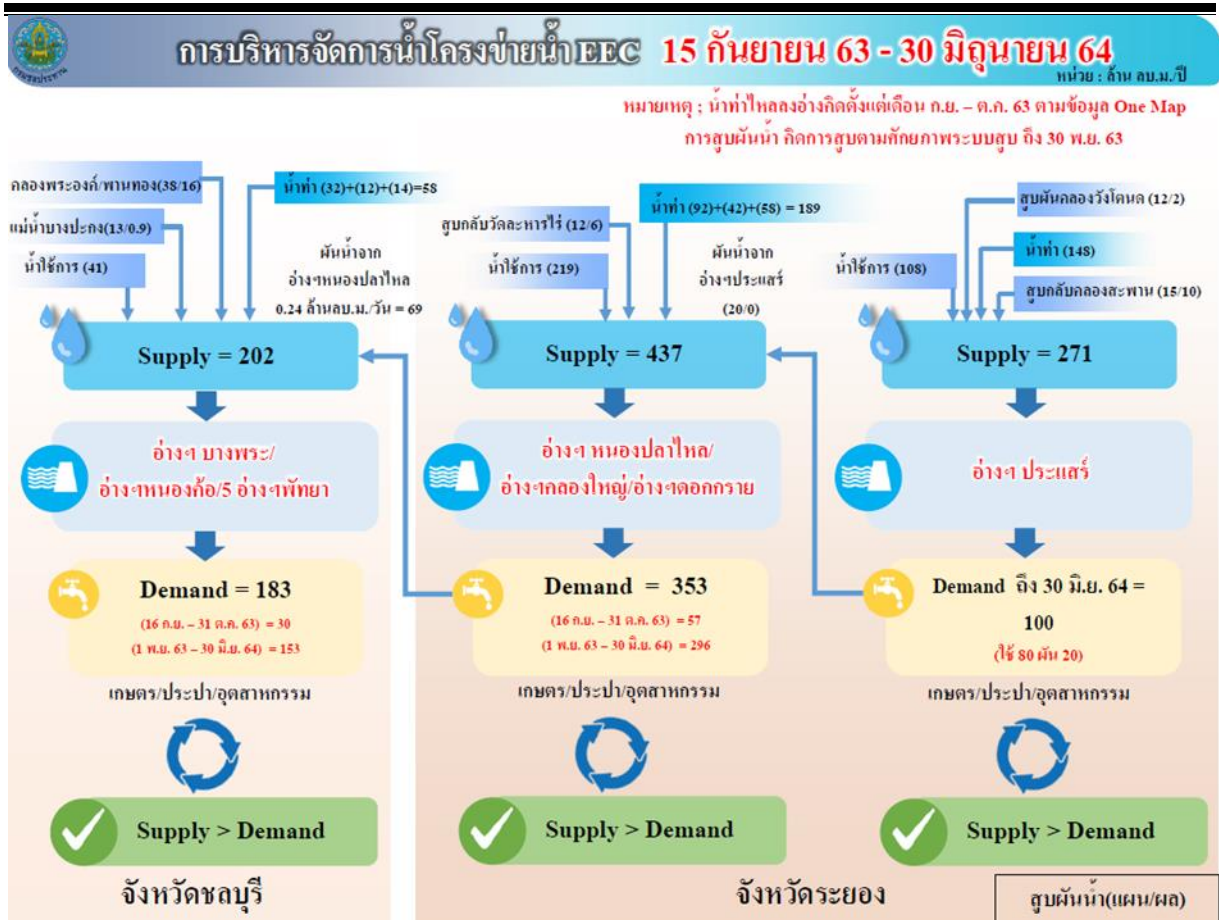 การบริหารจัดการน้ำโครงข่ายน้ำ EEC 15 กันยายน 63 - 30 มิถุนายน 64
หน่วย : ล้าน ลบ.ม./ปี
หมายเหตุ ; น้ำท่าไหลลงอ่างคิดตั้งแต่เดือน ก.ย. – ต.ค. 63 ตามข้อมูล One Map
การสูบผันน้ำ คิดการสูบตามศักยภาพระบบสูบ ถึง 30 พ.ย. 63
กรมชลประทาน
คลองพระองค์/พานทอง(38/16)
น้ำท่า (32)+(12)+(14)=58
แม่น้ำบางปะกง(13/0.9)
น้ำใช้การ (41)
ผันน้ำจาก
อ่างฯหนองปลาไหล
0.24 ล้านลบ.ม./วัน = 69
Supply = 202
อ่างฯ บางพระ/
อ่างฯหนองค้อ/5 อ่างฯพัทยา
Demand = 183
(16 ก.ย. – 31 ต.ค. 63) = 30
(1 พ.ย. 63 – 30 มิ.ย. 64) = 153
เกษตร/ประปา/อุตสาหกรรม
Supply > Demand
จังหวัดชลบุรี
น้ำท่า (92)+(42)+(58) = 189
สูบกลับวัดละหารไร่ (12/6)
น้ำใช้การ (219)
ผันน้ำจาก
อ่างฯประแสร์
(20/0)
Supply = 437
อ่างฯ หนองปลาไหล/
อ่างฯคลองใหญ่/อ่างฯดอกกราย
Demand = 353
(16 ก.ย. – 31 ต.ค. 63) = 57
(1 พ.ย. 63 – 30 มิ.ย. 64) = 296
เกษตร/ประปา/อุตสาหกรรม
Supply > Demand
สูบผันคลองวังโตนด (12/2)
น้ำท่า (148)
น้ำใช้การ (108)
สูบกลับคลองสะพาน (15/10)
Supply = 271
อ่างฯ ประแสร์
Demand ถึง 30 มิ.ย. 64 =
100
(ใช้ 80 ผัน 20)
เกษตร/ประปา/อุตสาหกรรม
Supply > Demand
จังหวัดระยอง
สูบผันน้ำ(แผน/ผล)